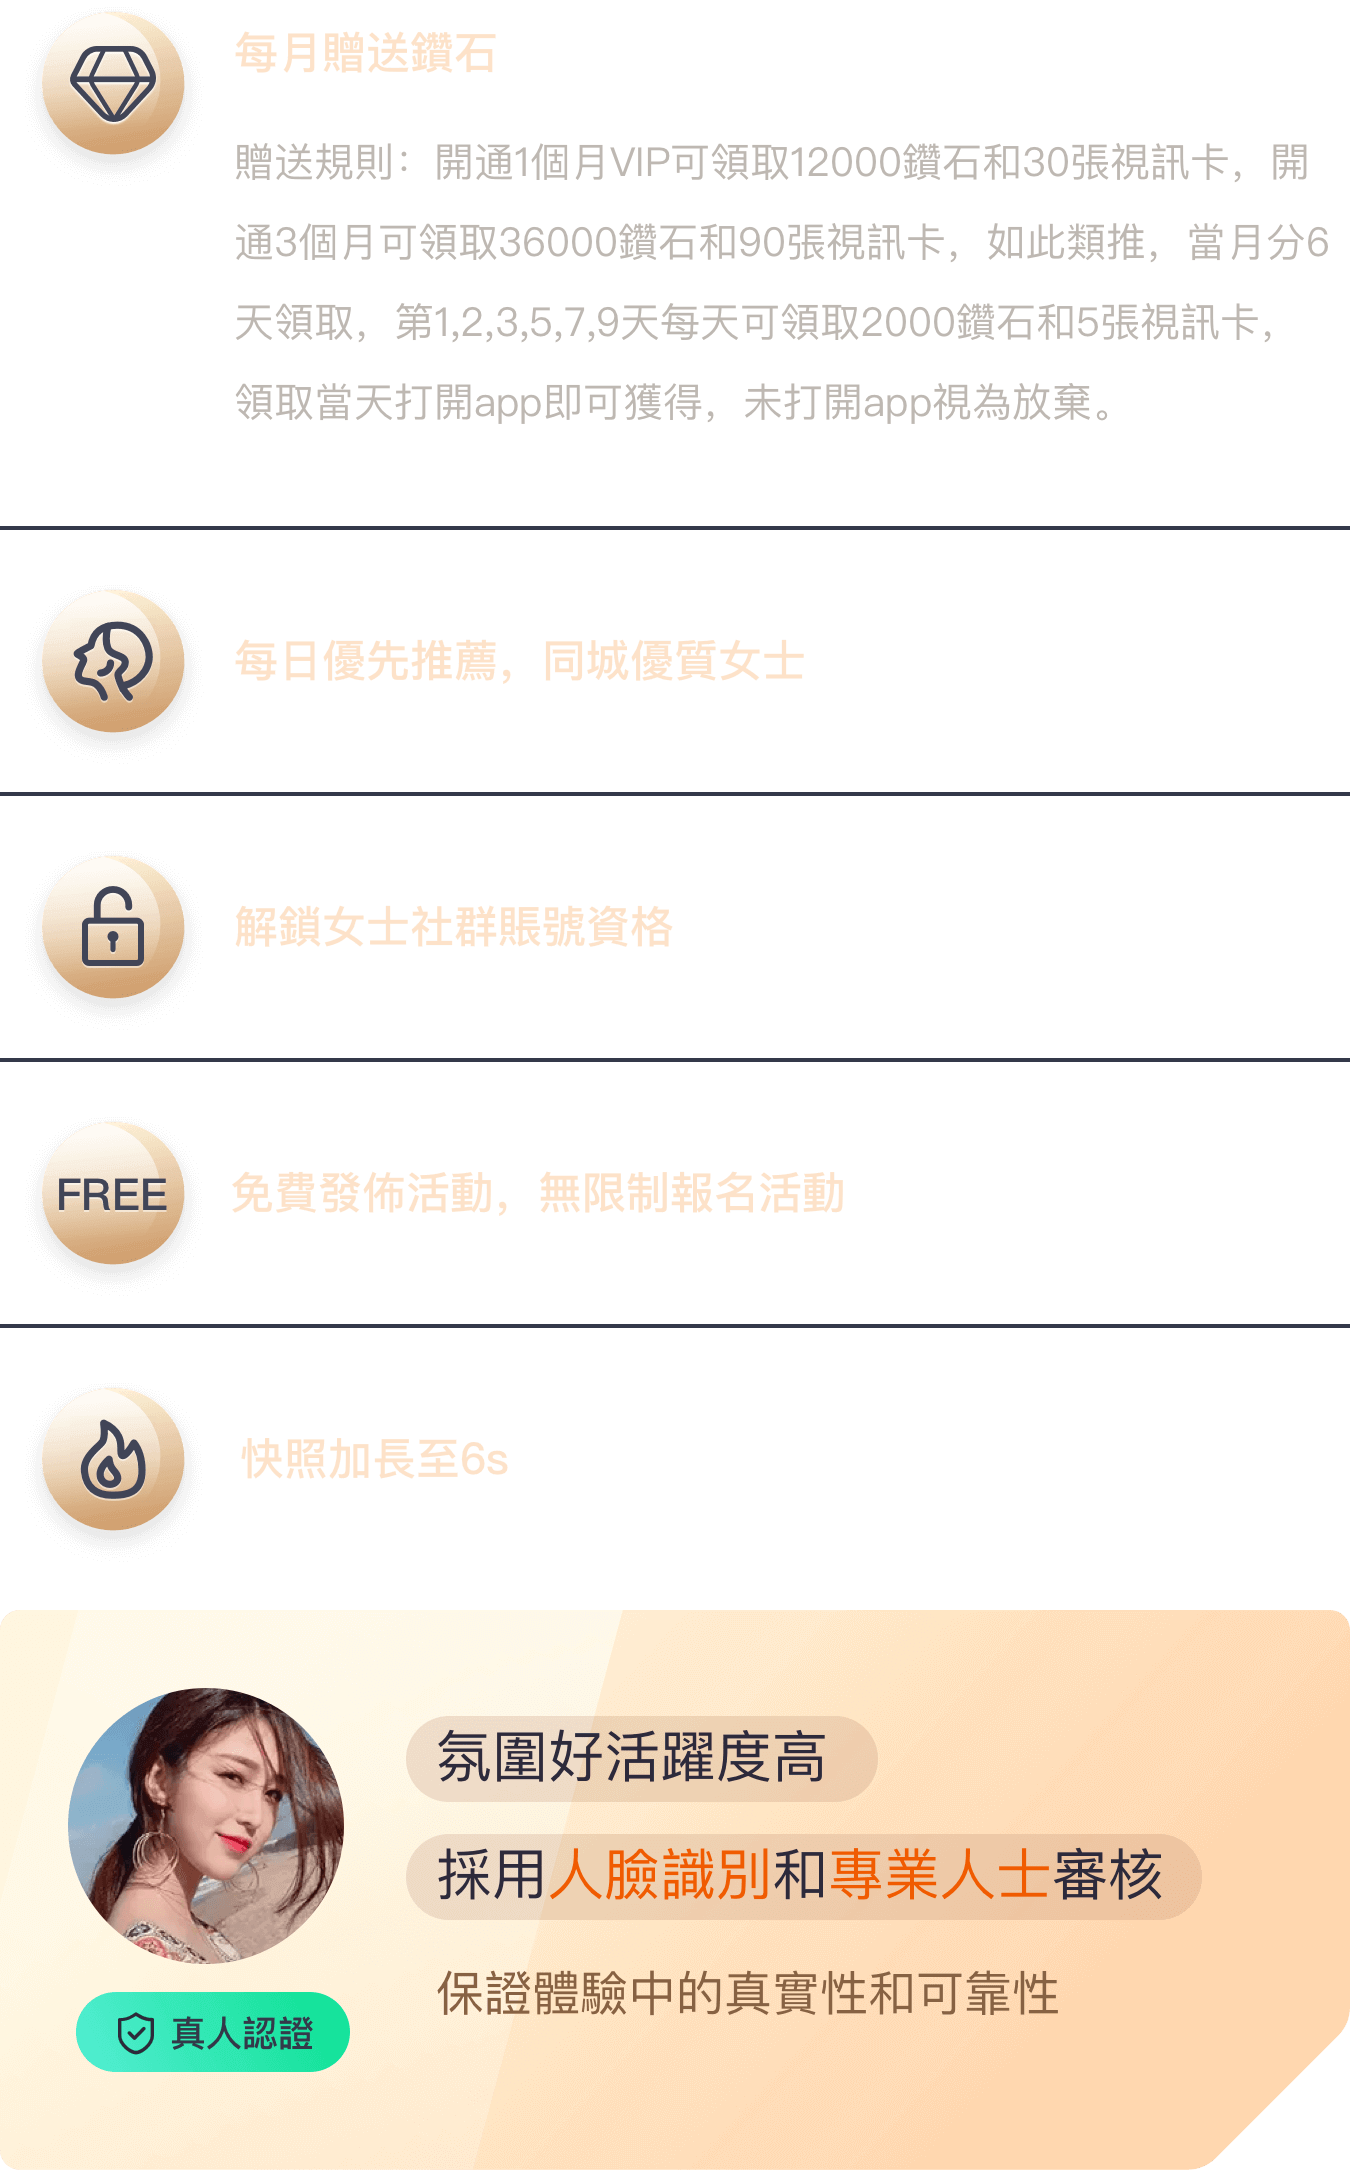 每月贈送鑽石
贈送規則：開通1個月VIP可領取12000鑽石和30張視訊卡，開
通3個月可領取36000鑽石和90張視訊卡，如此類推，當月分6
天領取，第1,2,3,5,7,9天每天可領取2000鑽石和5張視訊卡，
領取當天打開app即可獲得，未打開app視為放棄。
每日優先推薦，同城優質女士
解鎖女士社群賬號資格
FREE
免費發佈活動，無限制報名活動
快照加長至6s
氛圍好活躍度高
採用人臉識別和專業人士審核
保證體驗中的真實性和可靠性
真人認證